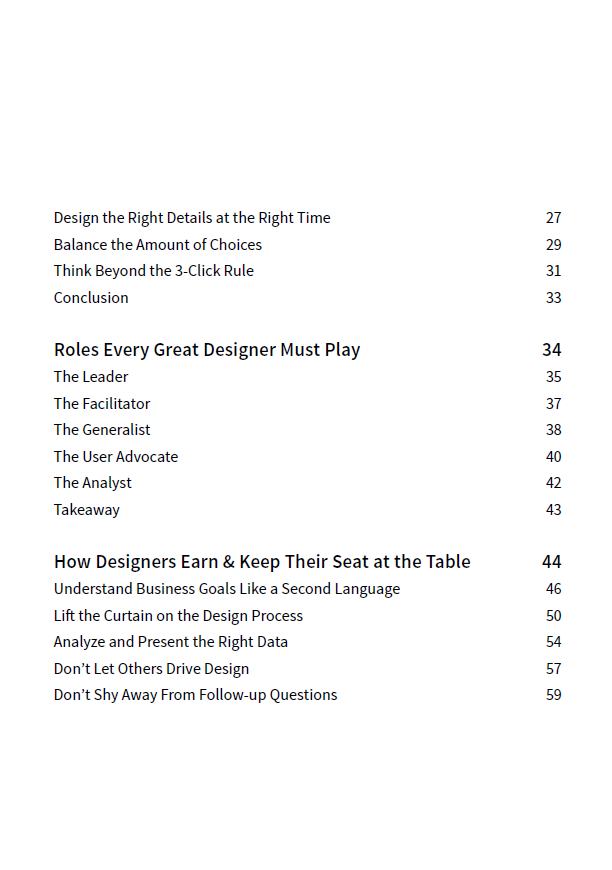 Design the Right Details at the Right Time 27
Balance the Amount of Choices 29
Think Beyond the 3-Click Rule 31
Conclusion 33
Roles Every Great Designer Must Play 34
The Leader 35
The Facilitator 37
The Generalist 38
The User Advocate 40
The Analyst 42
Takeaway 43
How Designers Earn & Keep Their Seat at the Table 44
Understand Business Goals Like a Second Language 46
Lift the Curtain on the Design Process 50
Analyze and Present the Right Data 54
Don’t Let Others Drive Design 57
Don’t Shy Away From Follow-up Questions 59